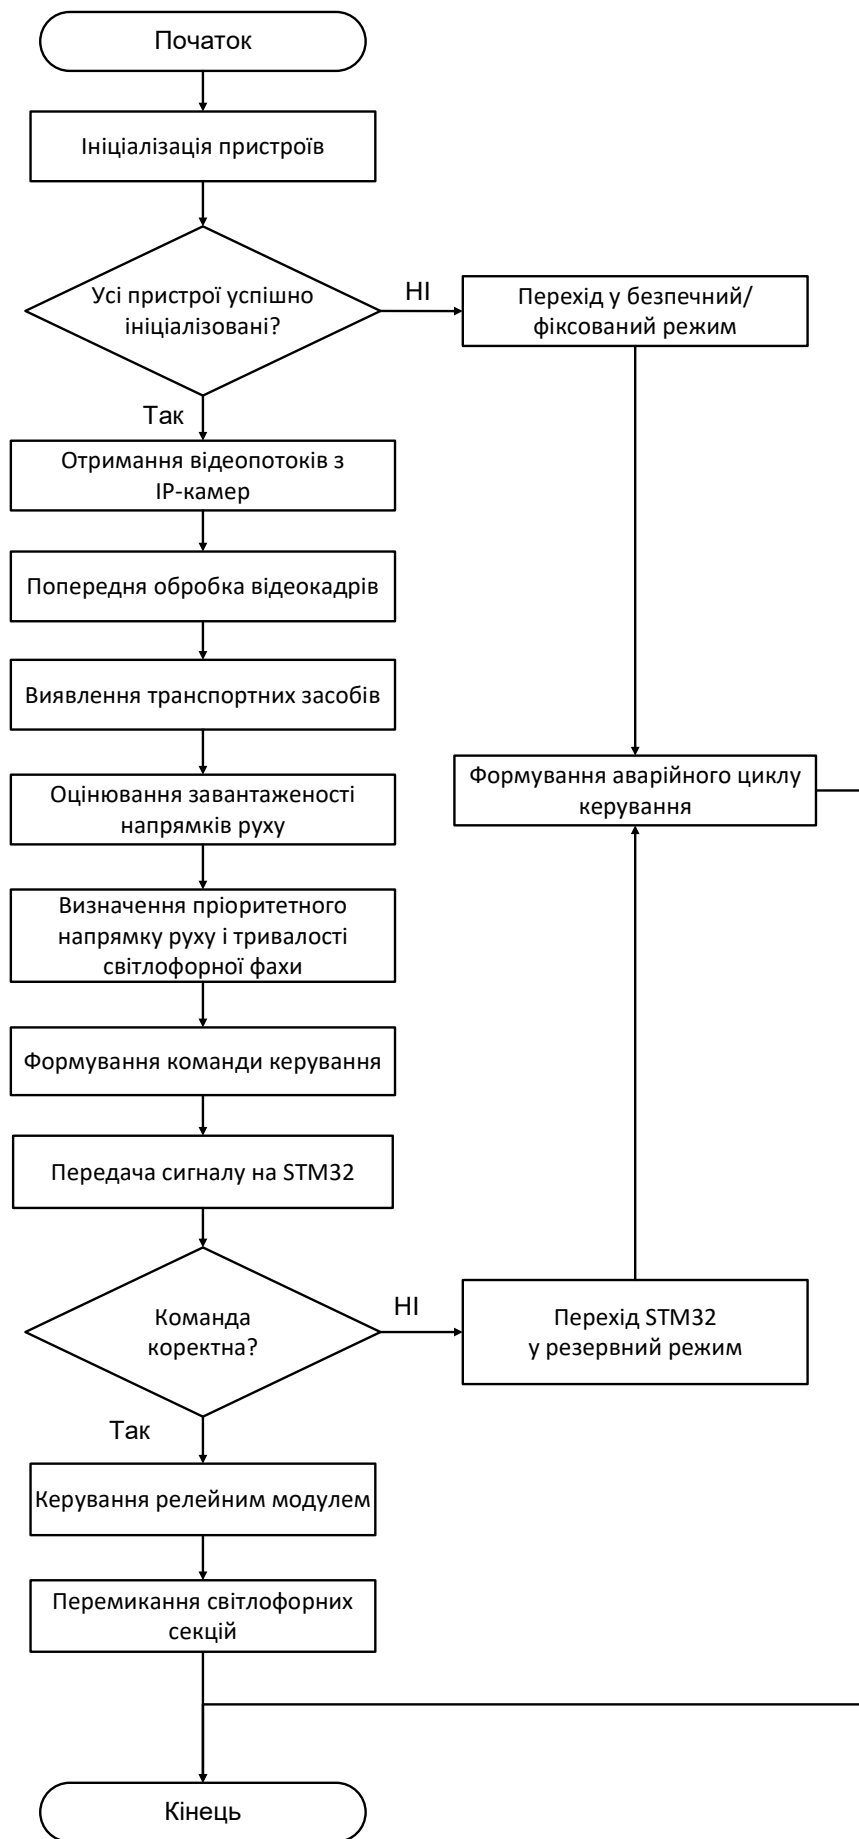 Початок
Ініціалізація пристроїв
Усі пристрої успішно
ініціалізовані?
НІ
Перехід у безпечний/
фіксований режим
Так
Отримання відеопотоків з
IP-камер
Попередня обробка відеокадрів
Виявлення транспортних засобів
Формування аварійного циклу
керування
Оцінювання завантаженості
напрямків руху
Визначення пріоритетного
напрямку руху і тривалості
світлофорної фахи
Формування команди керування
Передача сигналу на STM32
Команда
коректна?
НІ
Перехід STM32
у резервний режим
Так
Керування релейним модулем
Перемикання світлофорних
секцій
Кінець